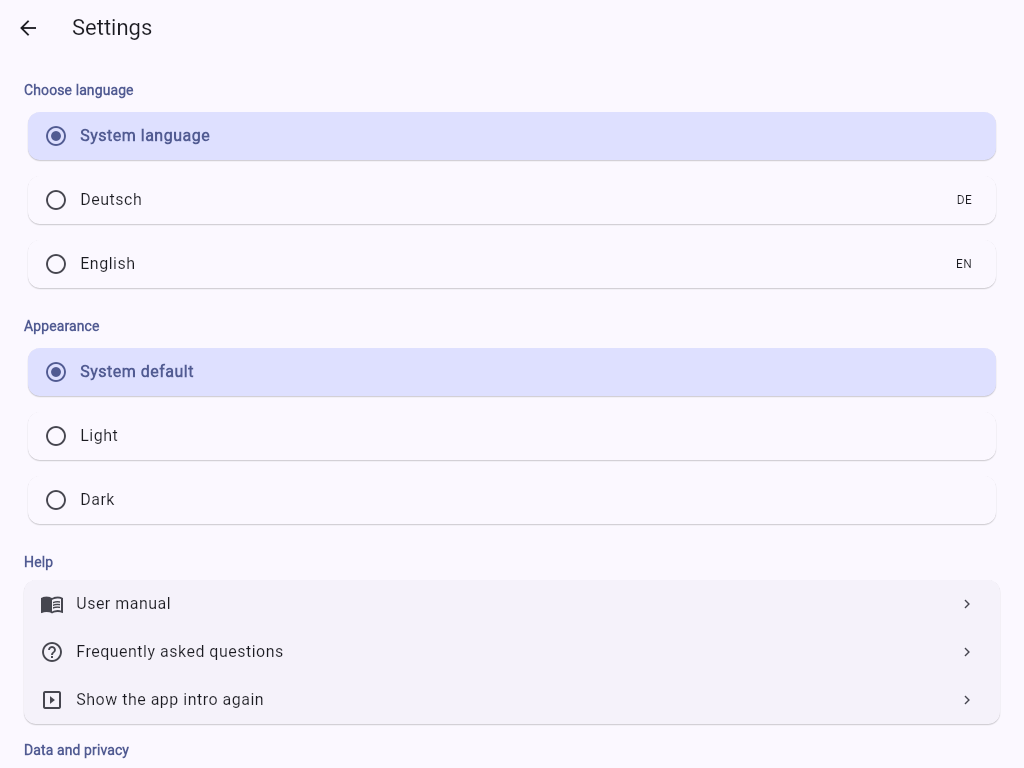 Settings
Choose language
System language
Deutsch DE
English EN
Appearance
System default
Light
Dark
Help
User manual
Frequently asked questions
Show the app intro again
Data and privacy